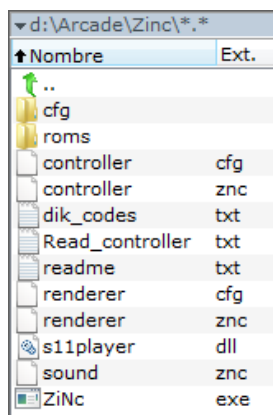 d:\Arcade\Zinc\*.*
Nombre Ext.
..
cfg
roms
controller cfg
controller znc
dik_codes txt
Read_controller txt
readme txt
renderer cfg
renderer znc
s11player dll
sound znc
ZiNc exe